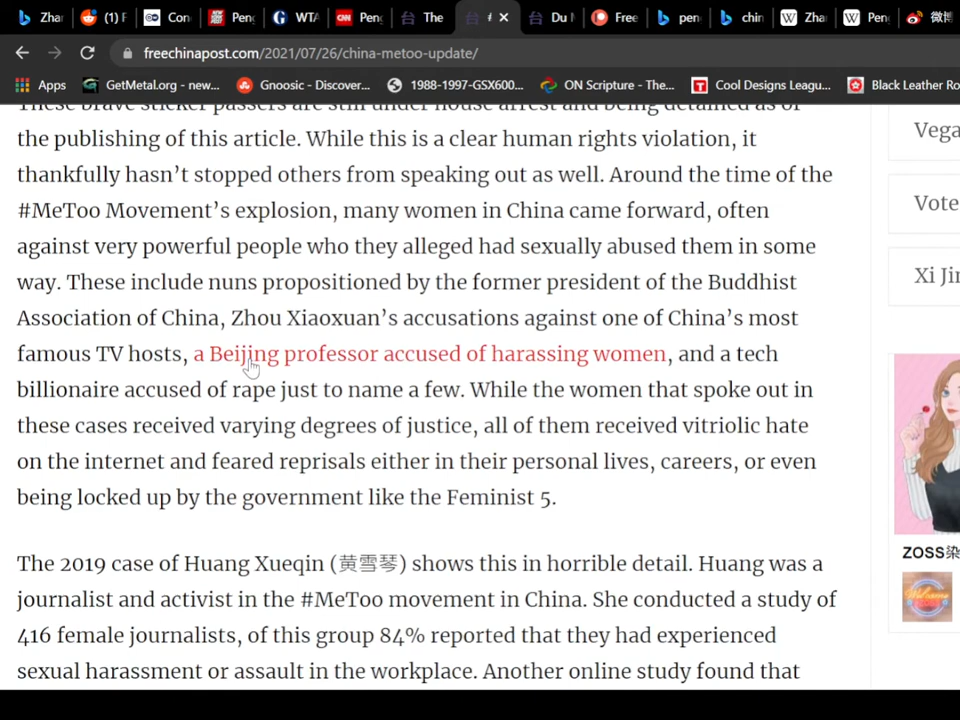 Zhar
(1) F
Con
Peng
WTA
Peng
The
Du
Free
pen
chin
Zha
Peng
微博
freechinapost.com/2021/07/26/china-metoo-update/
Apps
GetMetal.org - new...
Gnoosic - Discover...
1988-1997-GSX600...
ON Scripture - The...
Cool Designs Leagu...
Black Leather Ro
These brave sticker passers are still under house arrest and being detained as of
the publishing of this article. While this is a clear human rights violation, it
thankfully hasn't stopped others from speaking out as well. Around the time of the
#MeToo Movement's explosion, many women in China came forward, often
against very powerful people who they alleged had sexually abused them in some
way. These include nuns propositioned by the former president of the Buddhist
Association of China, Zhou Xiaoxuan's accusations against one of China's most
famous TV hosts, a Beijing professor accused of harassing women, and a tech
billionaire accused of rape just to name a few. While the women that spoke out in
these cases received varying degrees of justice, all of them received vitriolic hate
on the internet and feared reprisals either in their personal lives, careers, or even
being locked up by the government like the Feminist 5.
The 2019 case of Huang Xueqin (黄雪琴) shows this in horrible detail. Huang was a
journalist and activist in the #MeToo movement in China. She conducted a study of
416 female journalists, of this group 84% reported that they had experienced
sexual harassment or assault in the workplace. Another online study found that
Vega
Vote
Xi Jin
ZOSS染